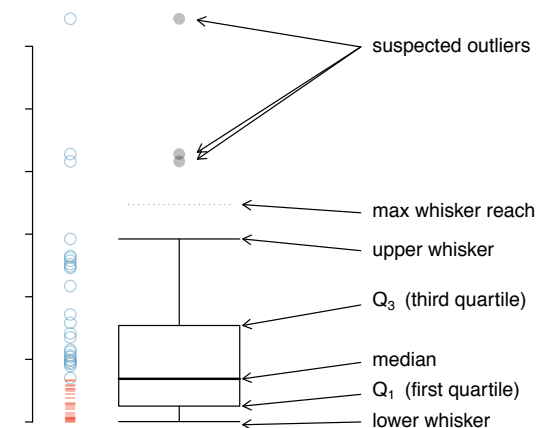 suspected outliers
max whisker reach
upper whisker
Q₃ (third quartile)
median
Q₁ (first quartile)
lower whisker